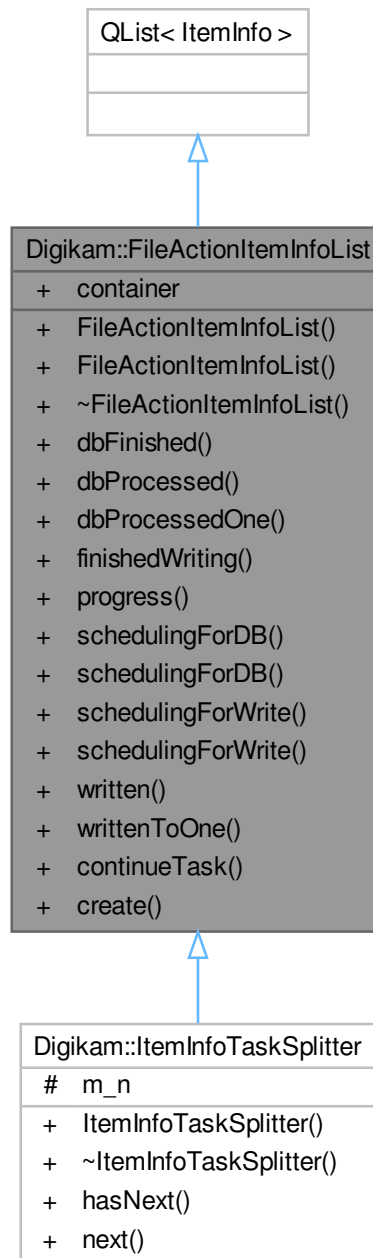 QList< ItemInfo >
Digikam::FileActionItemInfoList
+ container
+ FileActionItemInfoList()
+ FileActionItemInfoList()
+ ~FileActionItemInfoList()
+ dbFinished()
+ dbProcessed()
+ dbProcessedOne()
+ finishedWriting()
+ progress()
+ schedulingForDB()
+ schedulingForDB()
+ schedulingForWrite()
+ schedulingForWrite()
+ written()
+ writtenToOne()
+ continueTask()
+ create()
Digikam::ItemInfoTaskSplitter
# m_n
+ ItemInfoTaskSplitter()
+ ~ItemInfoTaskSplitter()
+ hasNext()
+ next()